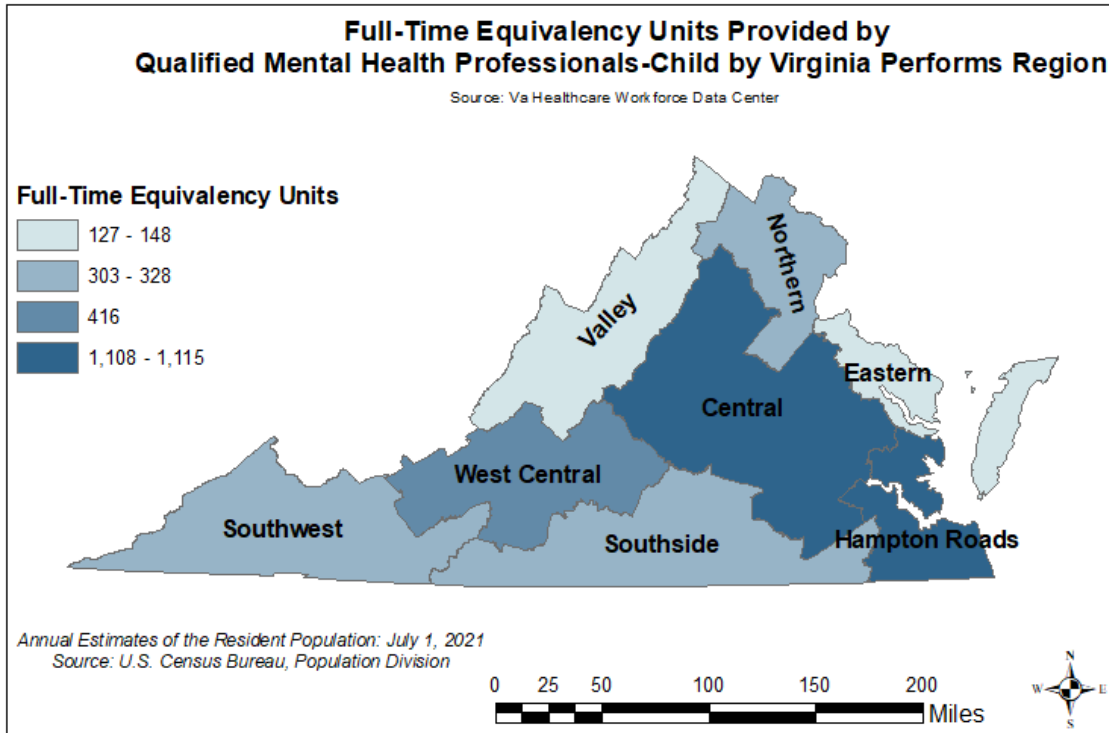 Full-Time Equivalency Units Provided by
Qualified Mental Health Professionals-Child by Virginia Performs Region
Source: Va Healthcare Workforce Data Center
Full-Time Equivalency Units
127 - 148
303 - 328
416
1,108 - 1,115
Northern
Valley
Eastern
Central
West Central
Southwest
Southside
Hampton Roads
Annual Estimates of the Resident Population: July 1, 2021
Source: U.S. Census Bureau, Population Division
0 25 50 100 150 200
Miles
N
W E
S